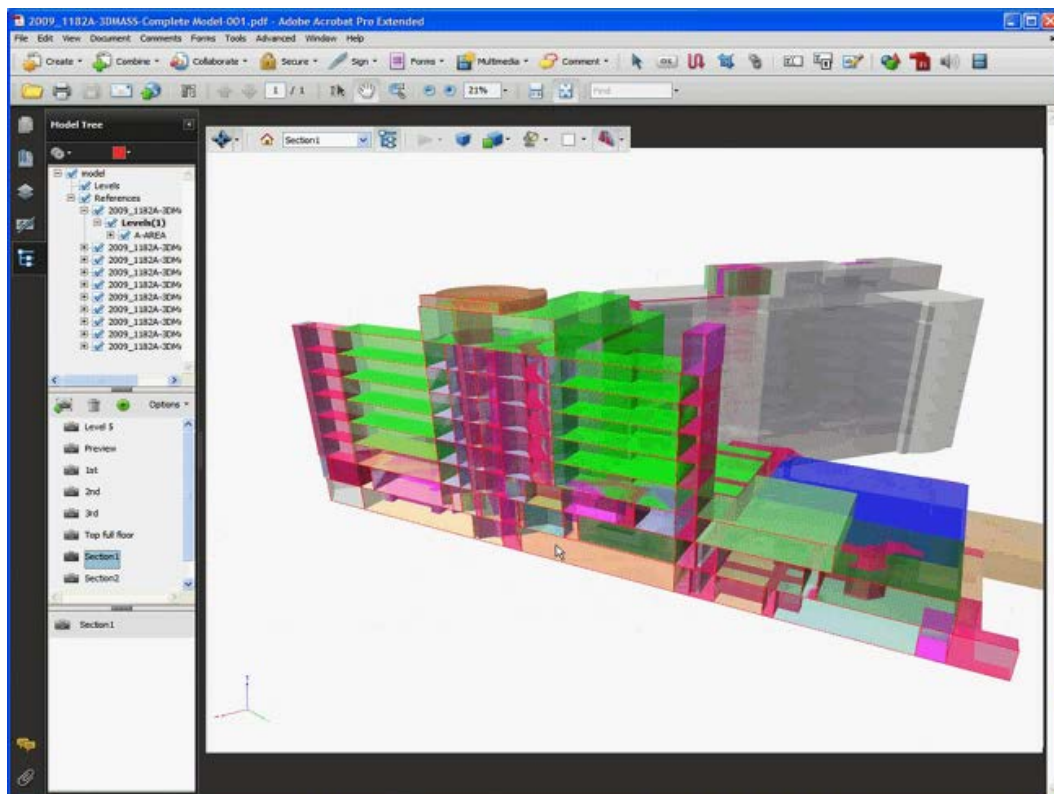 2009_1182A-3DMASS-Complete Model-001.pdf - Adobe Acrobat Pro Extended
File Edit View Document Comments Forms Tools Advanced Window Help
Create Combine Collaborate Secure Sign Forms Multimedia Comment
1 / 1 21% Find
Model Tree
Section1
model
Levels
References
2009_1182A-3DM
Levels(1)
A-AREA
2009_1182A-3DM
2009_1182A-3DM
2009_1182A-3DM
2009_1182A-3DM
2009_1182A-3DM
2009_1182A-3DM
2009_1182A-3DM
2009_1182A-3DM
2009_1182A-3DM
Options
Level 5
Preview
1st
2nd
3rd
Top full floor
Section1
Section2
Section1